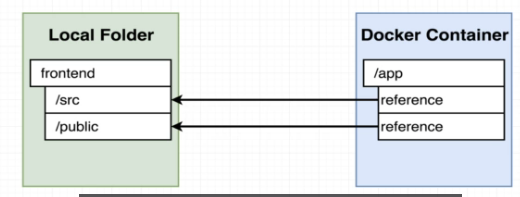 Local Folder
frontend
/src
/public
Docker Container
/app
reference
reference